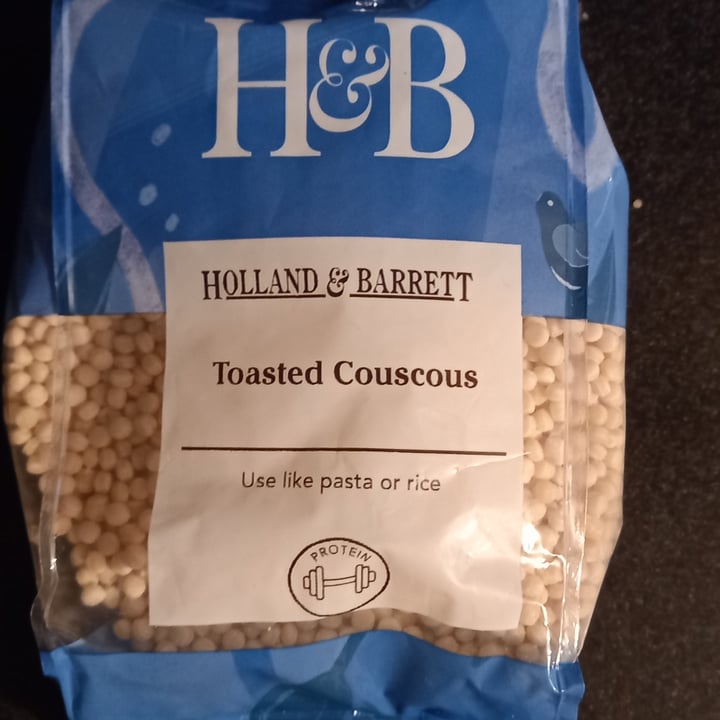 H&B
HOLLAND & BARRETT
Toasted Couscous
Use like pasta or rice
PROTEIN